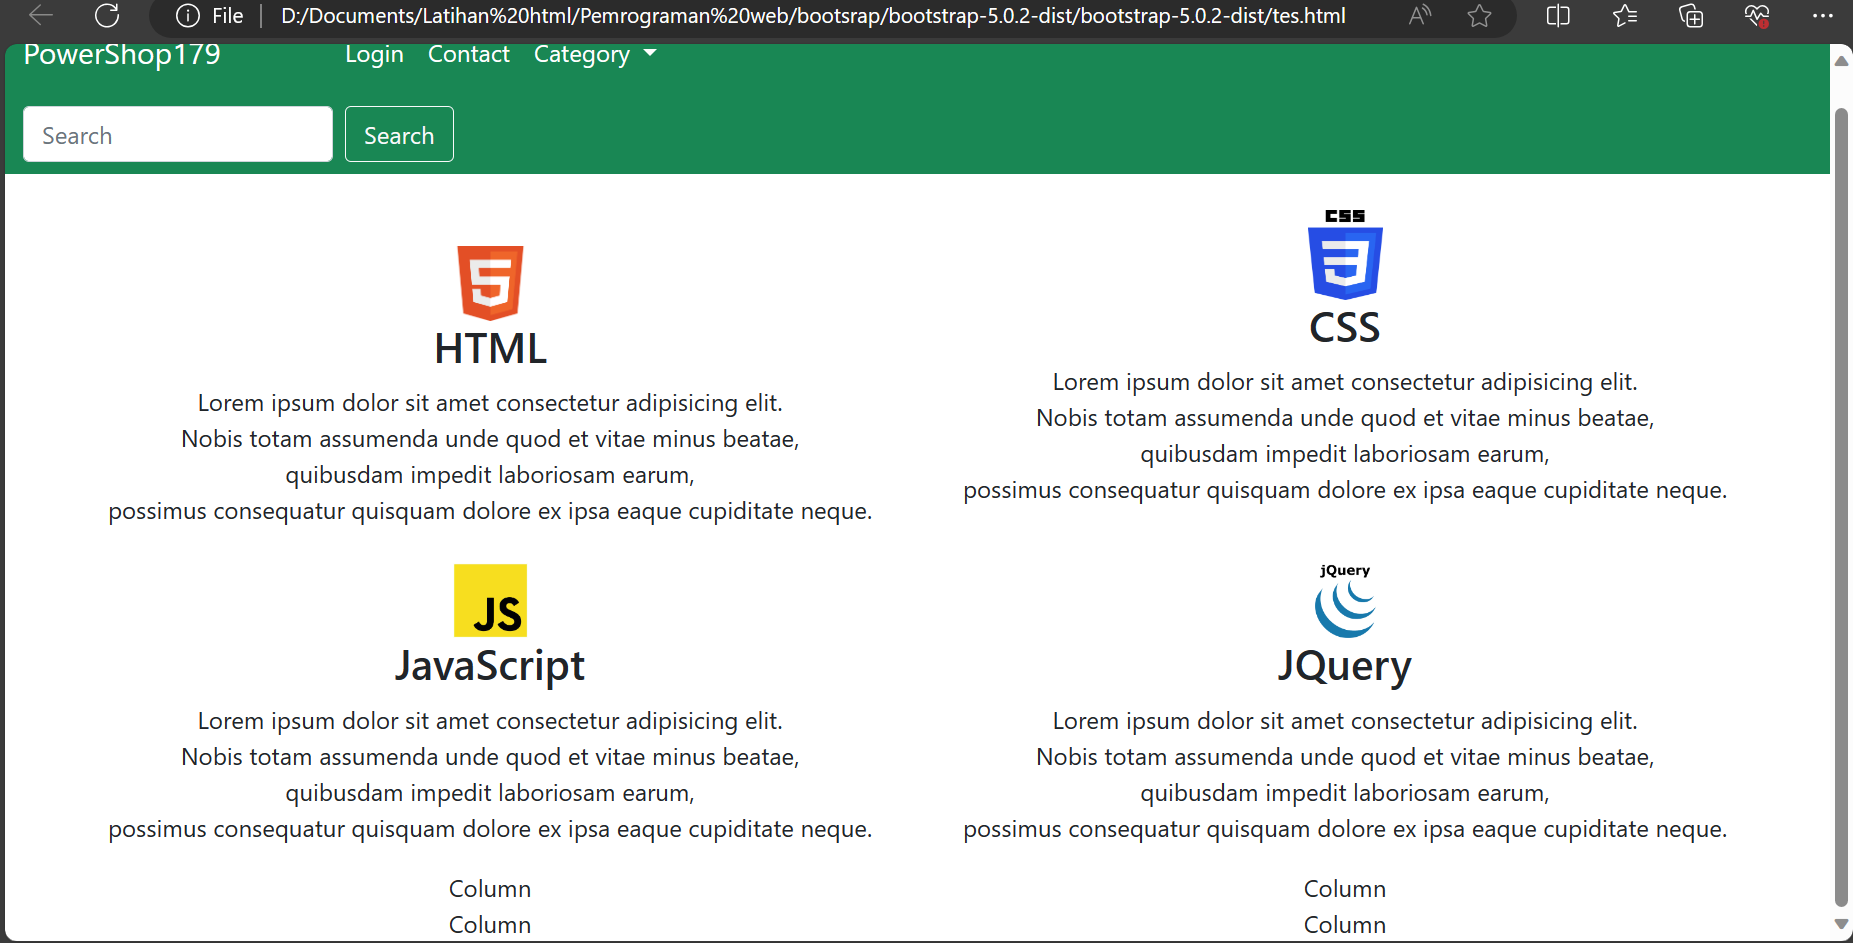 File
D:/Documents/Latihan%20html/Pemrograman%20web/bootsrap/bootstrap-5.0.2-dist/bootstrap-5.0.2-dist/tes.html
PowerShop179
Login
Contact
Category
Search
Search
5
HTML
Lorem ipsum dolor sit amet consectetur adipisicing elit.
Nobis totam assumenda unde quod et vitae minus beatae,
quibusdam impedit laboriosam earum,
possimus consequatur quisquam dolore ex ipsa eaque cupiditate neque.
CSS
3
CSS
Lorem ipsum dolor sit amet consectetur adipisicing elit.
Nobis totam assumenda unde quod et vitae minus beatae,
quibusdam impedit laboriosam earum,
possimus consequatur quisquam dolore ex ipsa eaque cupiditate neque.
JS
JavaScript
Lorem ipsum dolor sit amet consectetur adipisicing elit.
Nobis totam assumenda unde quod et vitae minus beatae,
quibusdam impedit laboriosam earum,
possimus consequatur quisquam dolore ex ipsa eaque cupiditate neque.
jQuery
JQuery
Lorem ipsum dolor sit amet consectetur adipisicing elit.
Nobis totam assumenda unde quod et vitae minus beatae,
quibusdam impedit laboriosam earum,
possimus consequatur quisquam dolore ex ipsa eaque cupiditate neque.
Column
Column
Column
Column